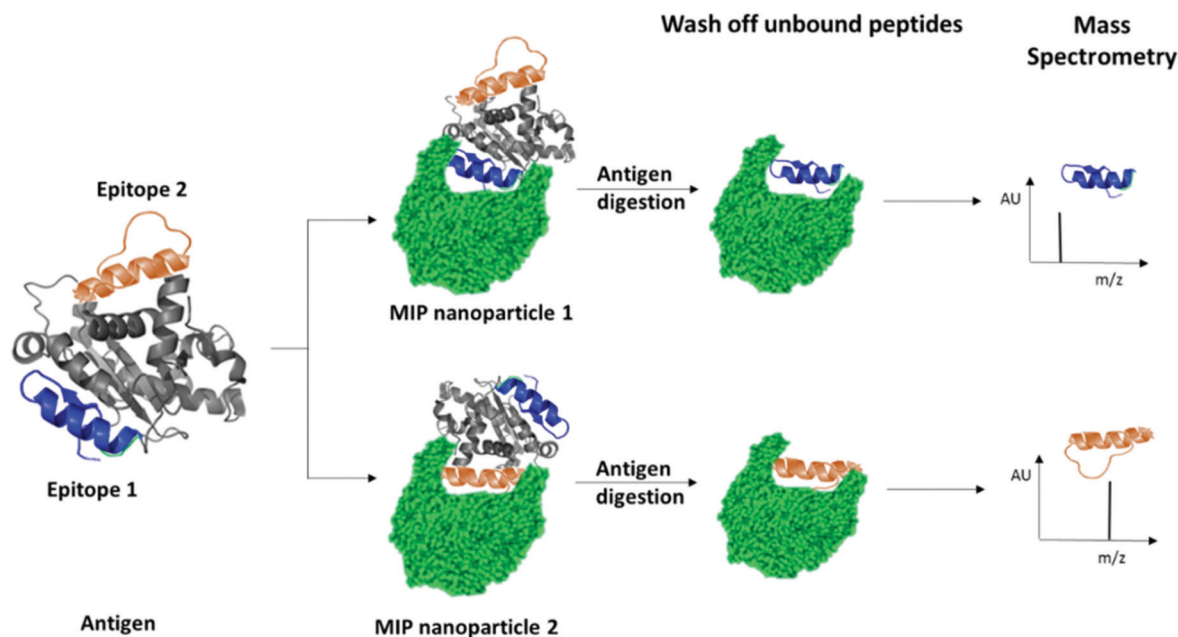 Wash off unbound peptides
Mass
Spectrometry
Epitope 2
Antigen
digestion
AU
m/z
MIP nanoparticle 1
Epitope 1
Antigen
digestion
AU
m/z
Antigen
MIP nanoparticle 2